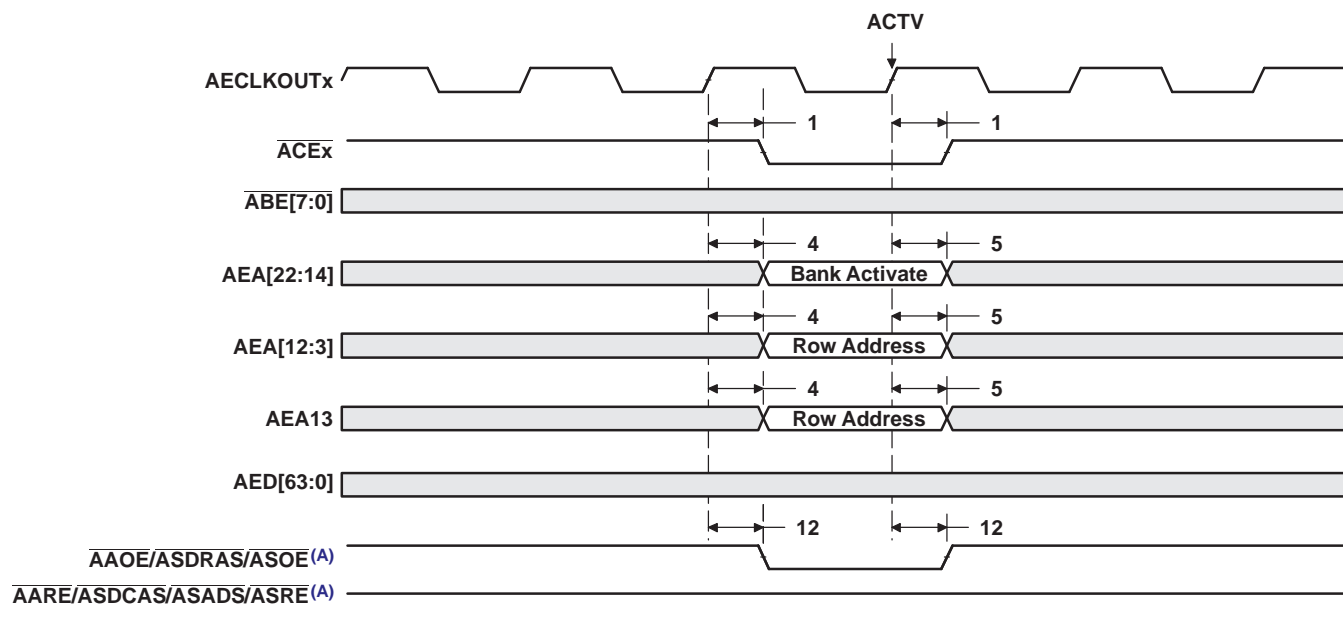 ACTV
AECLKOUTx
1 1
ACEx
ABE[7:0]
4 5
AEA[22:14] Bank Activate
4 5
AEA[12:3] Row Address
4 5
AEA13 Row Address
AED[63:0]
12 12
AAOE/ASDRAS/ASOE(A)
AARE/ASDCAS/ASADS/ASRE(A)